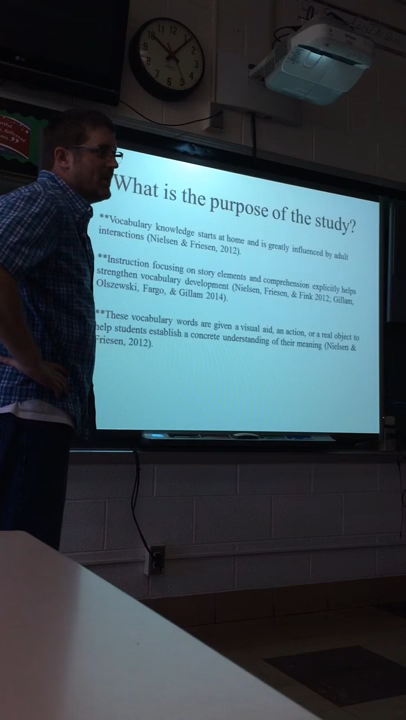 What is the purpose of the study?
**Vocabulary knowledge starts at home and is greatly influenced by adult
interactions (Nielsen & Friesen, 2012).
**Instruction focusing on story elements and comprehension explicitly helps
strengthen vocabulary development (Nielsen, Friesen, & Fink 2012; Gillam,
Olszewski, Fargo, & Gillam 2014).
**These vocabulary words are given a visual aid, an action, or a real object to
help students establish a concrete understanding of their meaning (Nielsen &
Friesen, 2012).